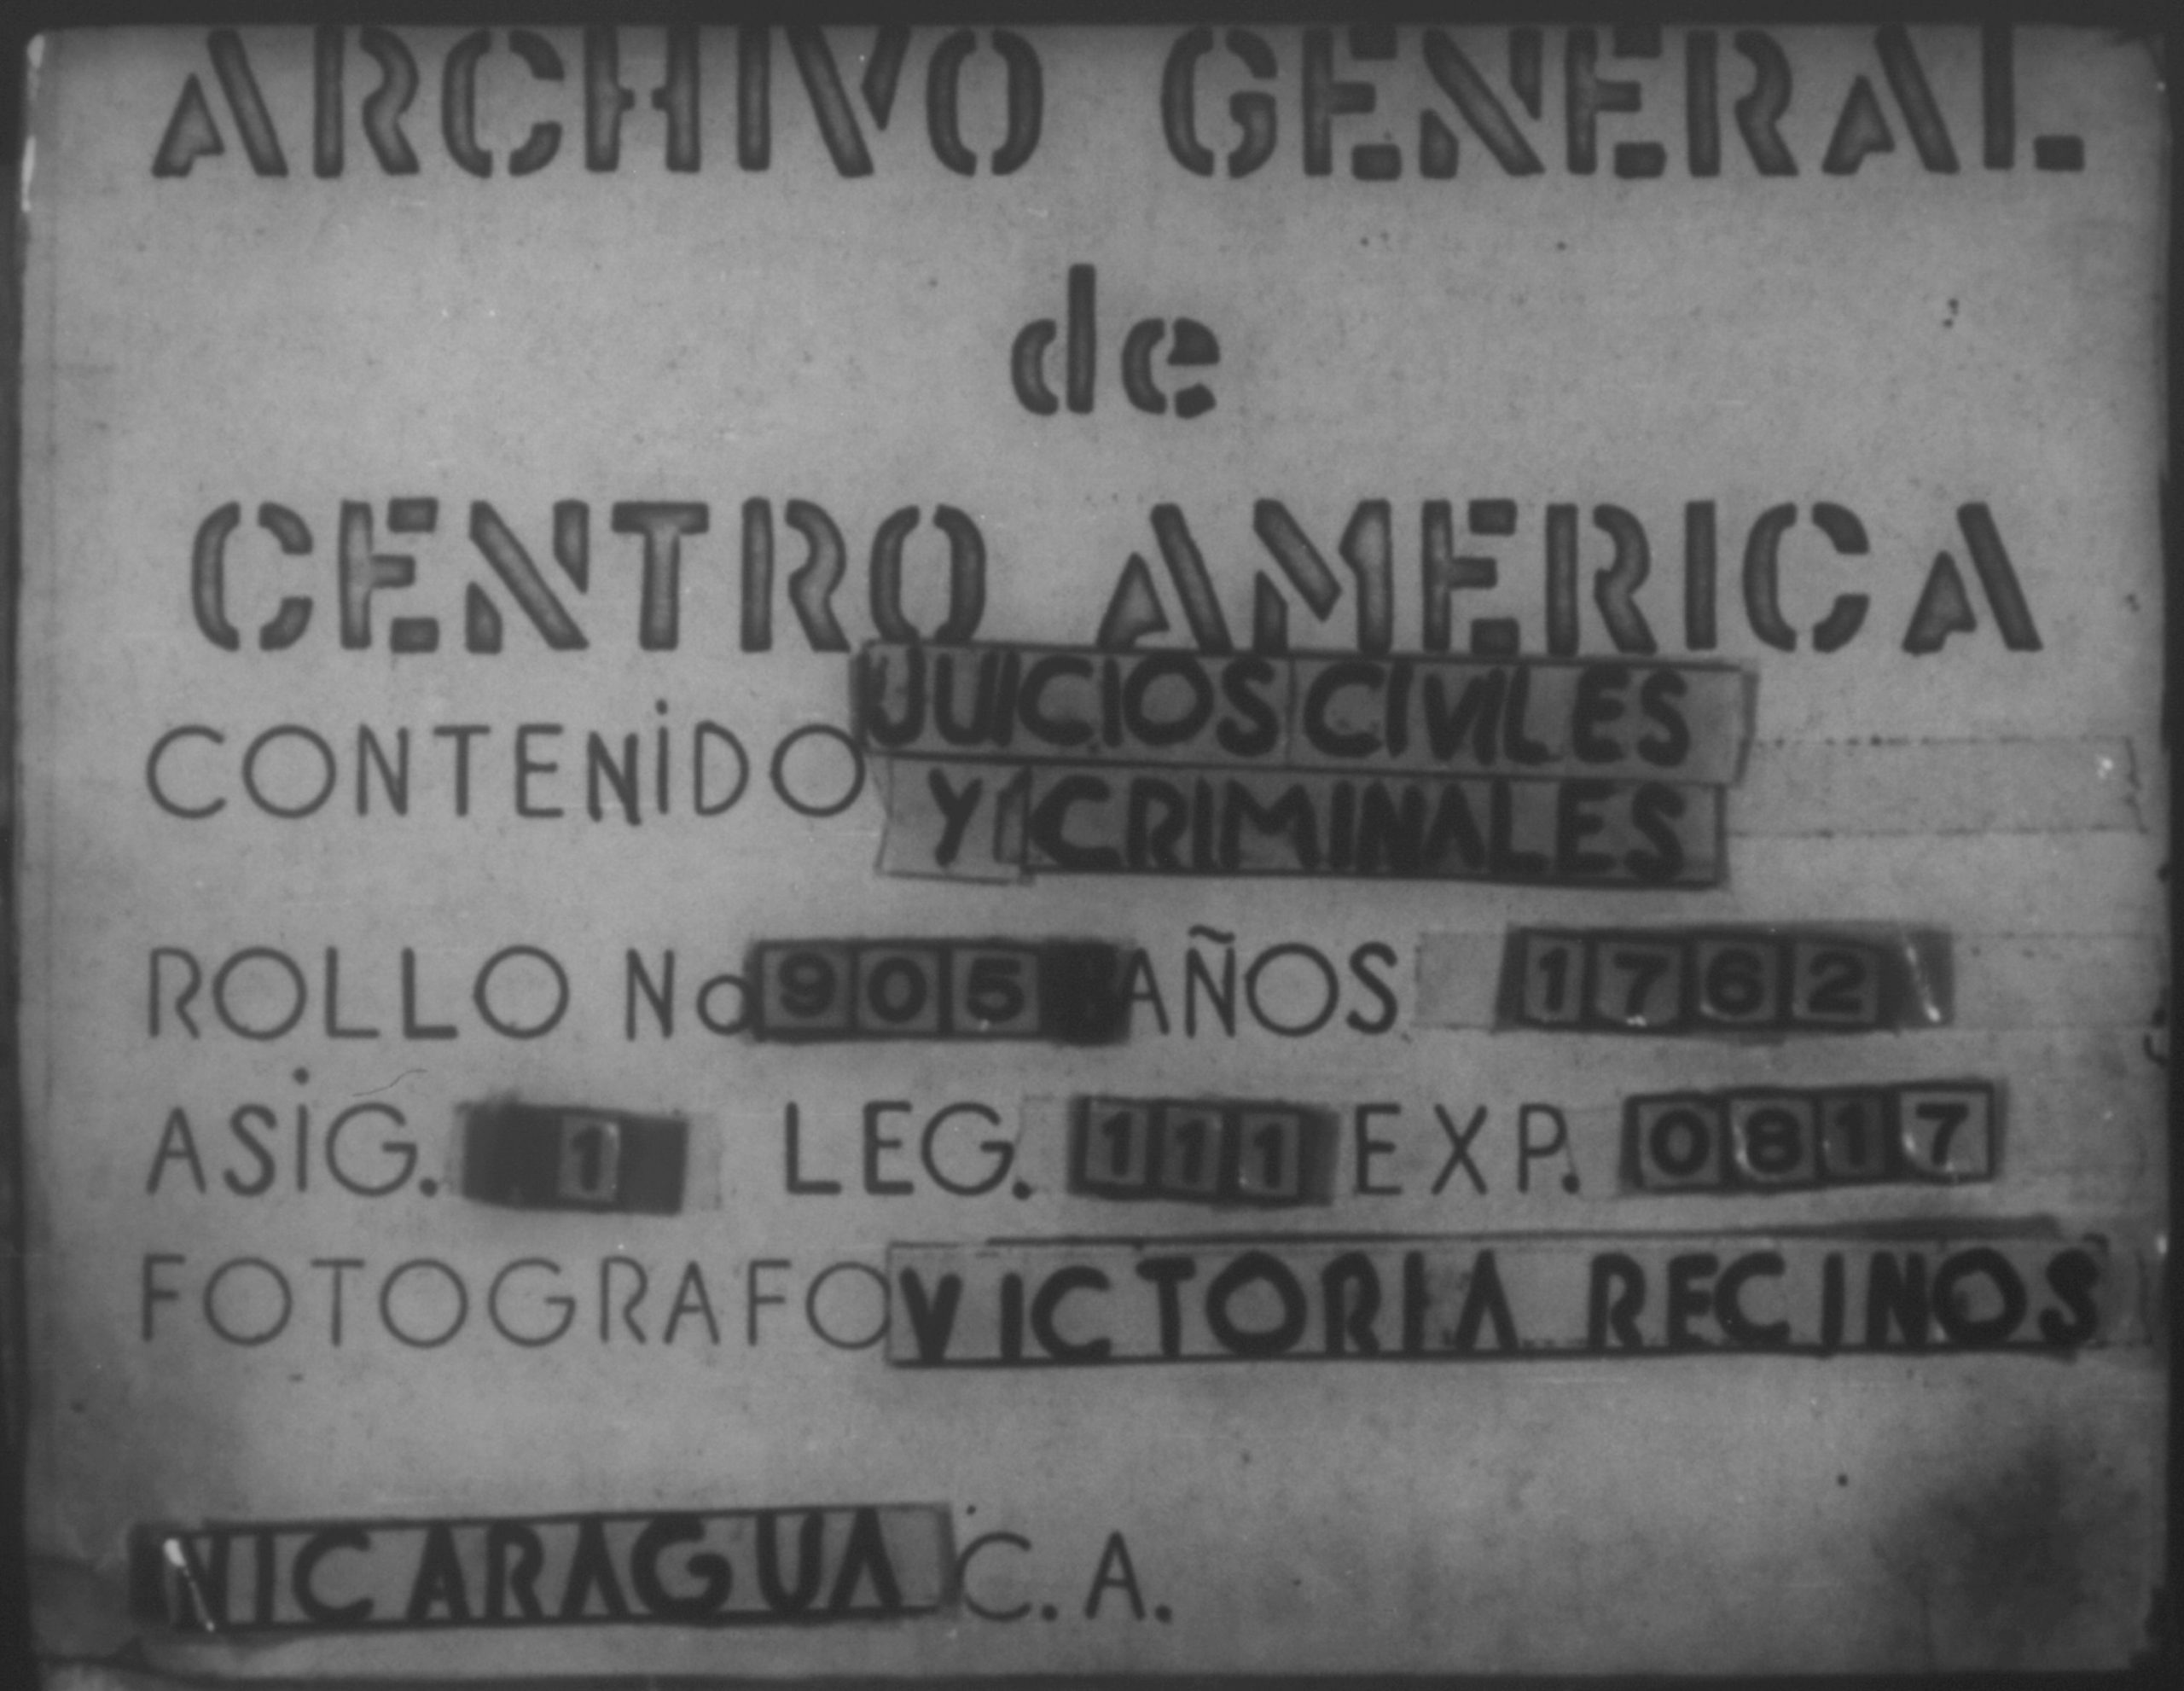 ARCHIVO GENERAL
de
CENTRO AMERICA
CONTENIDO JUICIOS CIVILES
Y CRIMINALES
ROLLO No 905 AÑOS 1762
ASIG. 1 LEG. 111 EXP. 0817
FOTOGRAFO VICTORIA RECINOS
NICARAGUA C.A.